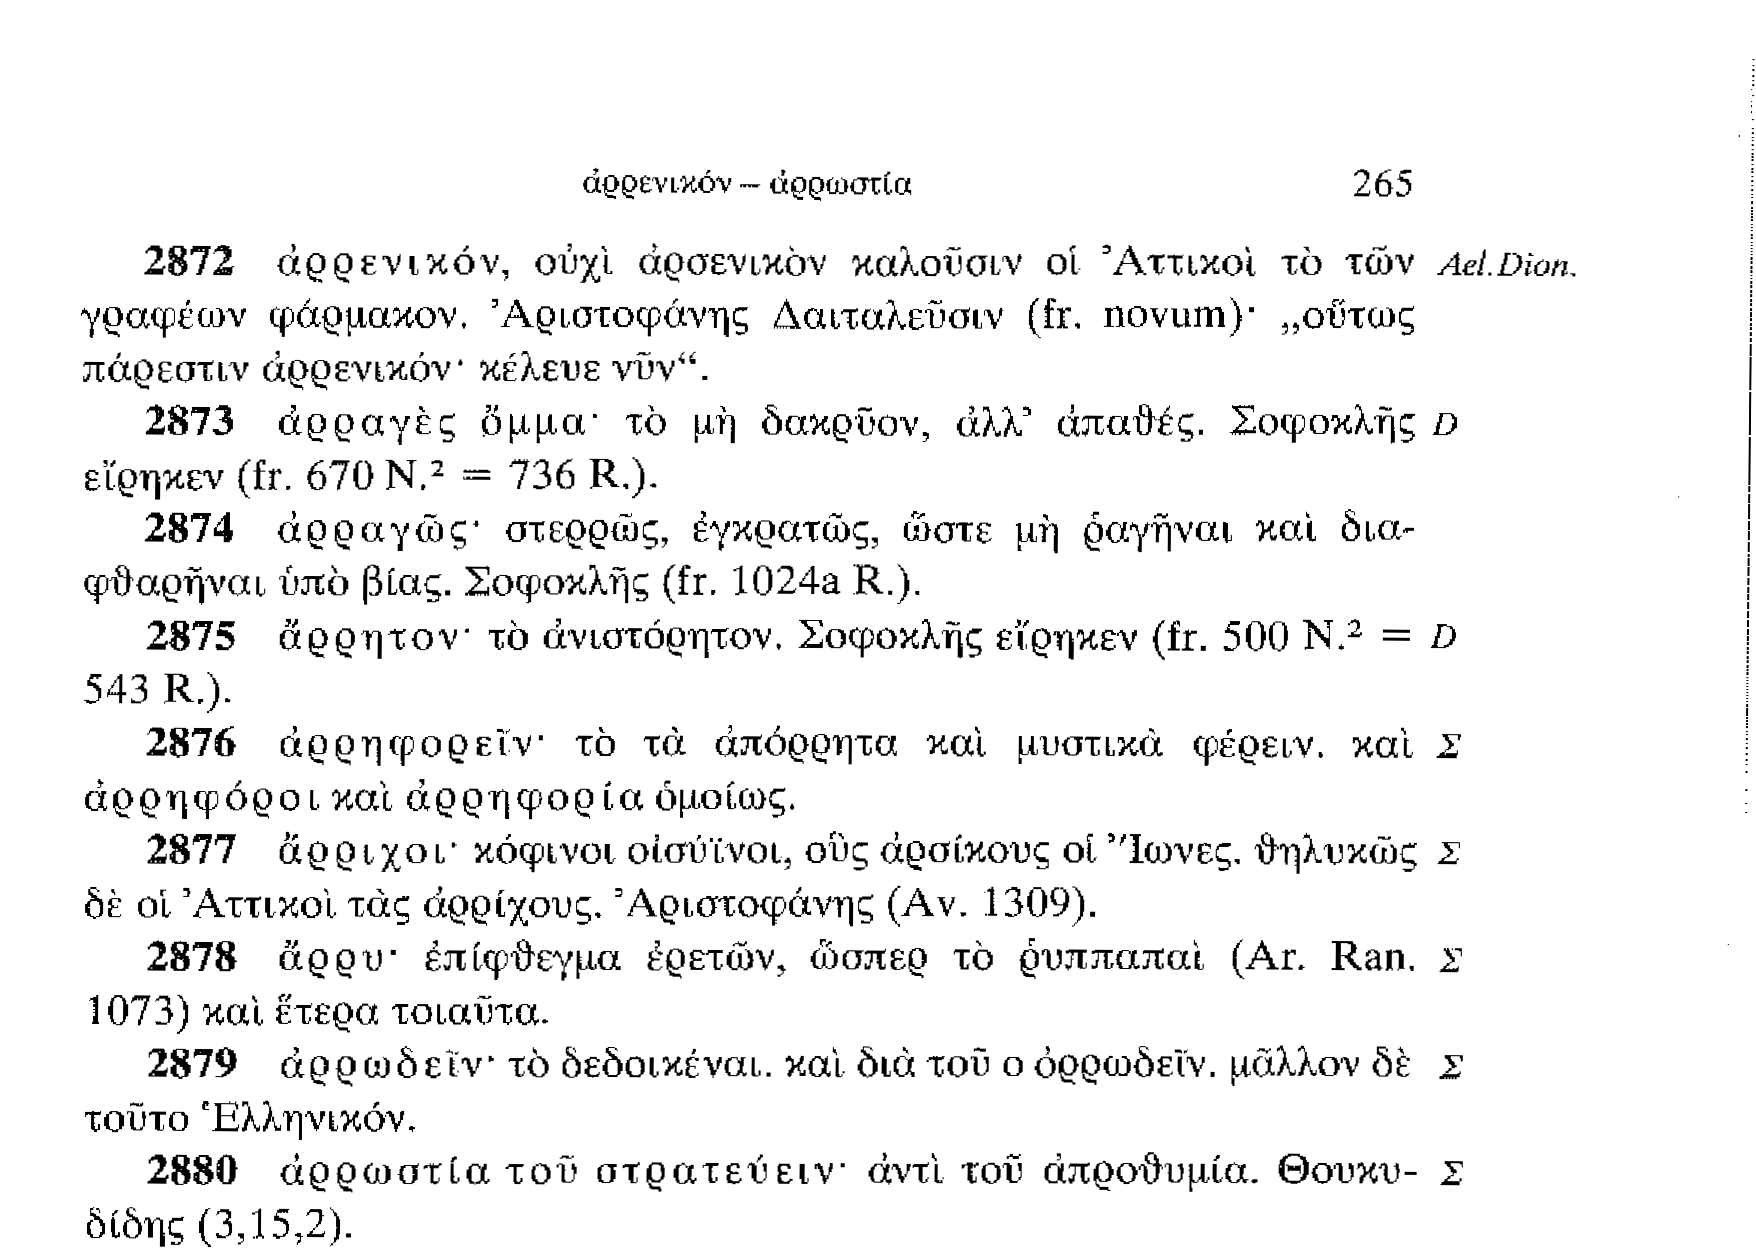 ἀρρενικόν – ἀρρωστία 265
2872 ἀρρενικόν, οὐχὶ ἀρσενικὸν καλοῦσιν οἱ Ἀττικοὶ τὸ τῶν Ael. Dion.
γραφέων φάρμακον. Ἀριστοφάνης Δαιταλεῦσιν (fr. novum)· „οὕτως
πάρεστιν ἀρρενικόν· κέλευε νῦν“.
2873 ἀρραγὲς ὄμμα· τὸ μὴ δακρῦον, ἀλλ’ ἀπαθές. Σοφοκλῆς D
εἴρηκεν (fr. 670 N.² = 736 R.).
2874 ἀρραγῶς· στερρῶς, ἐγκρατῶς, ὥστε μὴ ῥαγῆναι καὶ δια-
φθαρῆναι ὑπὸ βίας. Σοφοκλῆς (fr. 1024a R.).
2875 ἄρρητον· τὸ ἀνιστόρητον. Σοφοκλῆς εἴρηκεν (fr. 500 N.² = D
543 R.).
2876 ἀρρηφορεῖν· τὸ τὰ ἀπόρρητα καὶ μυστικὰ φέρειν. καὶ Σ
ἀρρηφόροι καὶ ἀρρηφορία ὁμοίως.
2877 ἄρριχοι· κόφινοι οἰσύϊνοι, οὓς ἀρσίκους οἱ Ἴωνες. θηλυκῶς Σ
δὲ οἱ Ἀττικοὶ τὰς ἀρρίχους. Ἀριστοφάνης (Av. 1309).
2878 ἄρρυ· ἐπίφθεγμα ἐρετῶν, ὥσπερ τὸ ῥυππαπαὶ (Ar. Ran. Σ
1073) καὶ ἕτερα τοιαῦτα.
2879 ἀρρωδεῖν· τὸ δεδοικέναι. καὶ διὰ τοῦ ο ὀρρωδεῖν. μᾶλλον δὲ Σ
τοῦτο Ἑλληνικόν.
2880 ἀρρωστία τοῦ στρατεύειν· ἀντὶ τοῦ ἀπροθυμία. Θουκυ- Σ
δίδης (3,15,2).